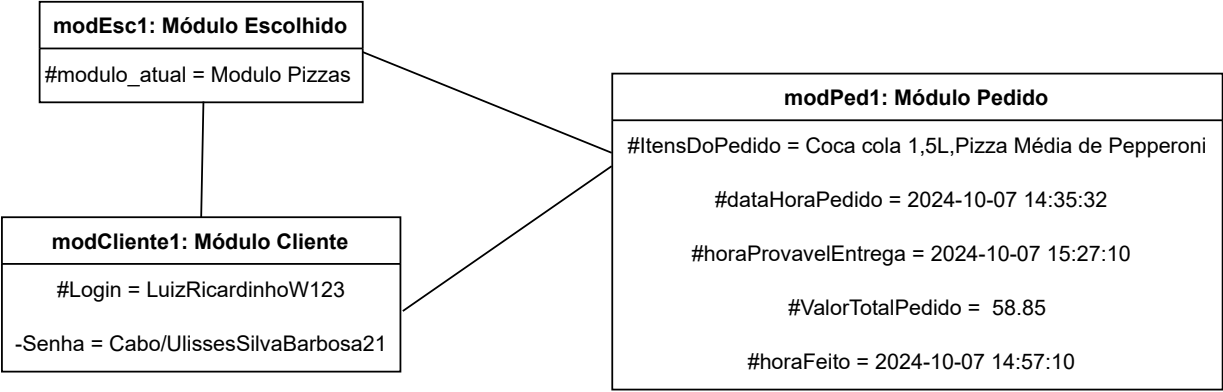 modEsc1: Módulo Escolhido
#modulo_atual = Modulo Pizzas
modPed1: Módulo Pedido
#ItensDoPedido = Coca cola 1,5L,Pizza Média de Pepperoni
#dataHoraPedido = 2024-10-07 14:35:32
#horaProvavelEntrega = 2024-10-07 15:27:10
#ValorTotalPedido =  58.85
#horaFeito = 2024-10-07 14:57:10
modCliente1: Módulo Cliente
#Login = LuizRicardinhoW123
-Senha = Cabo/UlissesSilvaBarbosa21